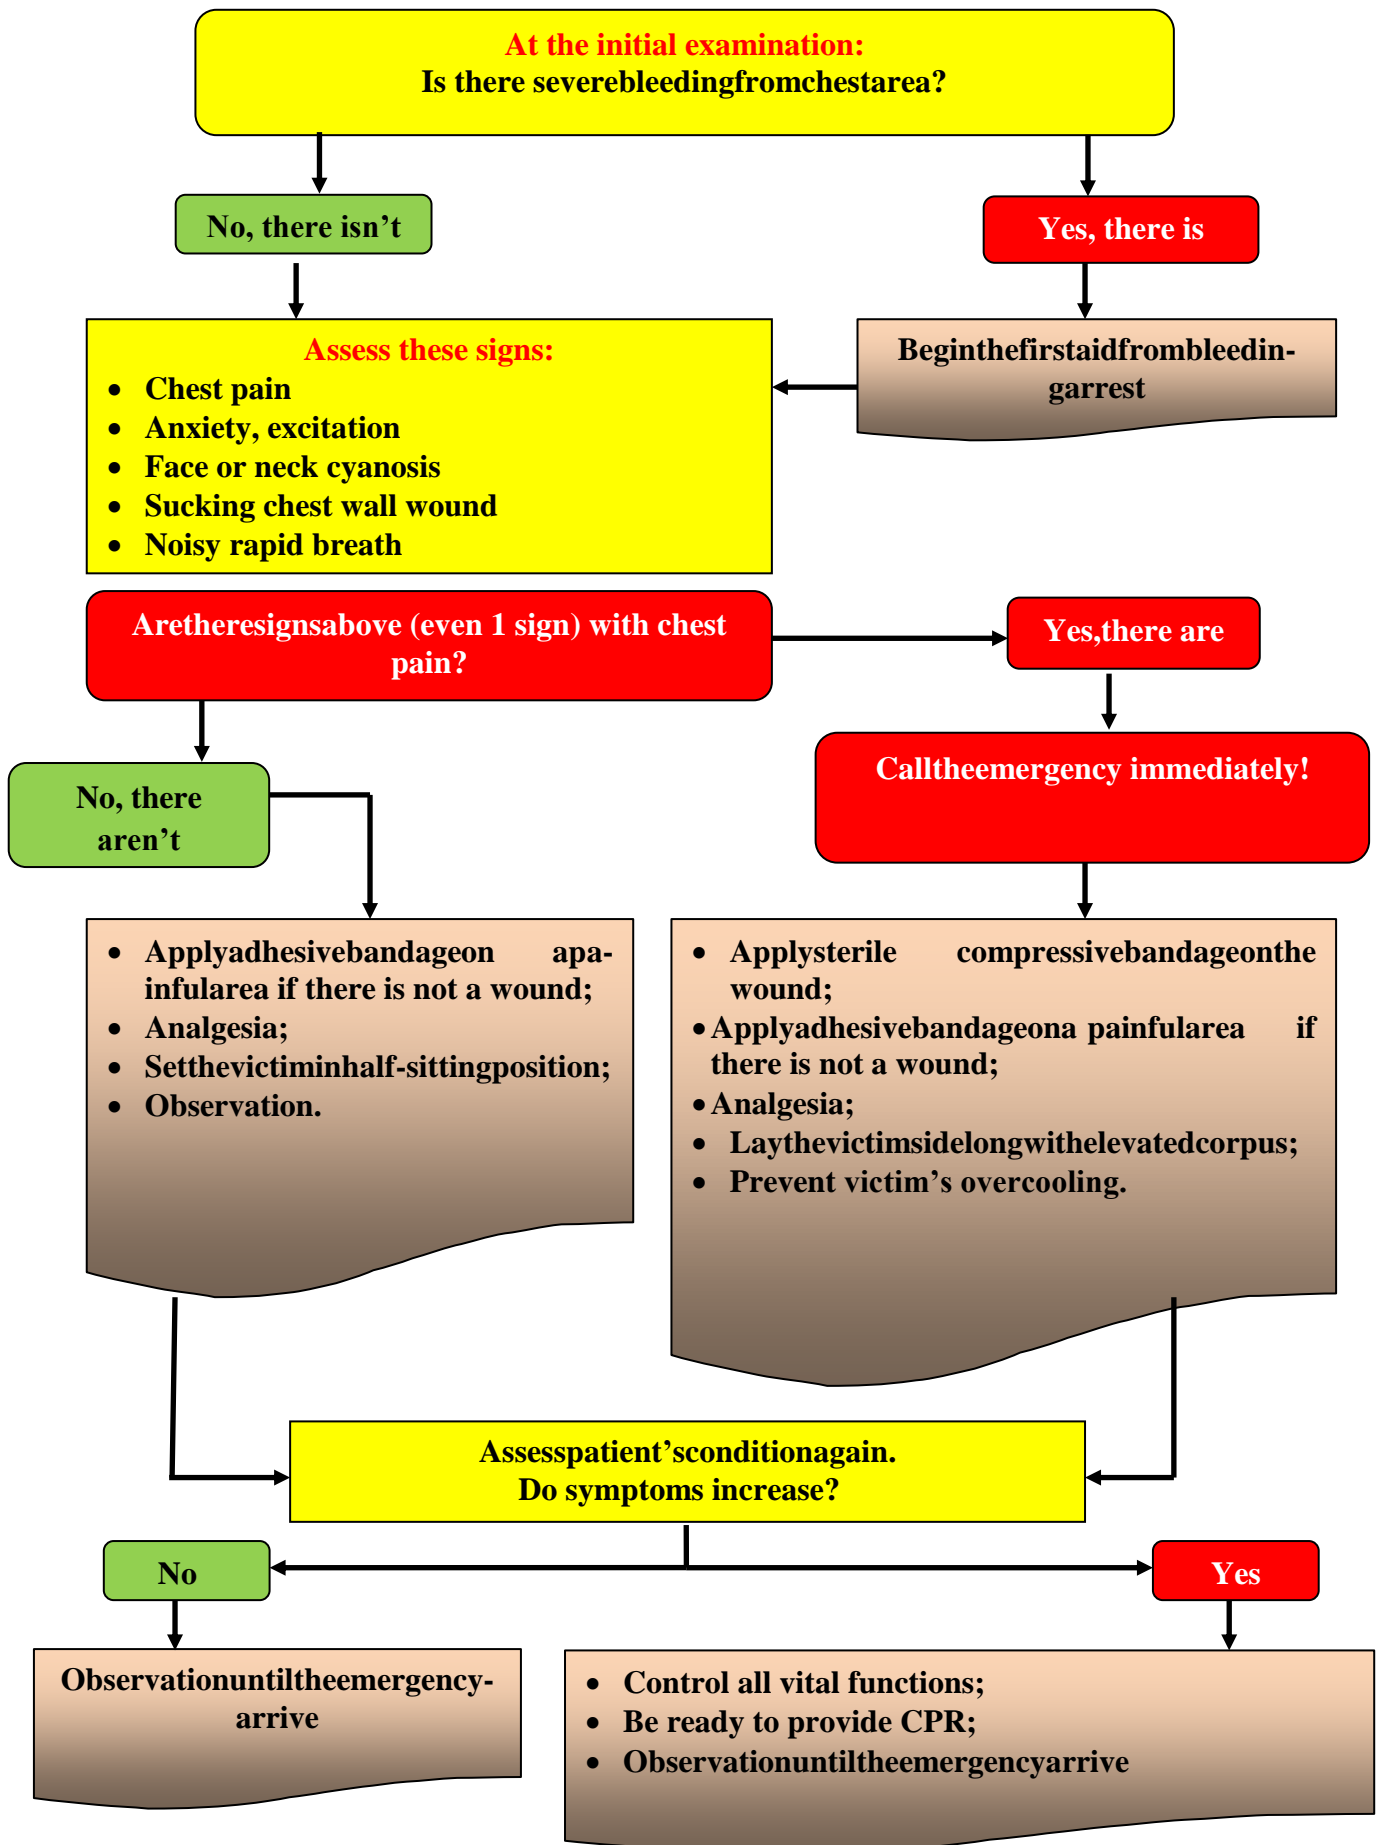 At the initial examination:
Is there severebleedingfromchestarea?
No, there isn't
Yes, there is
Assess these signs:
• Chest pain
• Anxiety, excitation
• Face or neck cyanosis
• Sucking chest wall wound
• Noisy rapid breath
Beginthefirstaidfrombleedin-
garrest
Aretheresignsabove (even 1 sign) with chest
pain?
Yes,there are
No, there
aren't
Calltheemergency immediately!
• Applyadhesivebandageon apa-
infularea if there is not a wound;
• Analgesia;
• Setthevictiminhalf-sittingposition;
• Observation.
• Applysterile compressivebandageonthe
wound;
• Applyadhesivebandageona painfularea if
there is not a wound;
• Analgesia;
• Laythevictimsidelongwithelevatedcorpus;
• Prevent victim's overcooling.
Assesspatient'sconditionagain.
Do symptoms increase?
No
Yes
Observationuntiltheemergency-
arrive
• Control all vital functions;
• Be ready to provide CPR;
• Observationuntiltheemergencyarrive